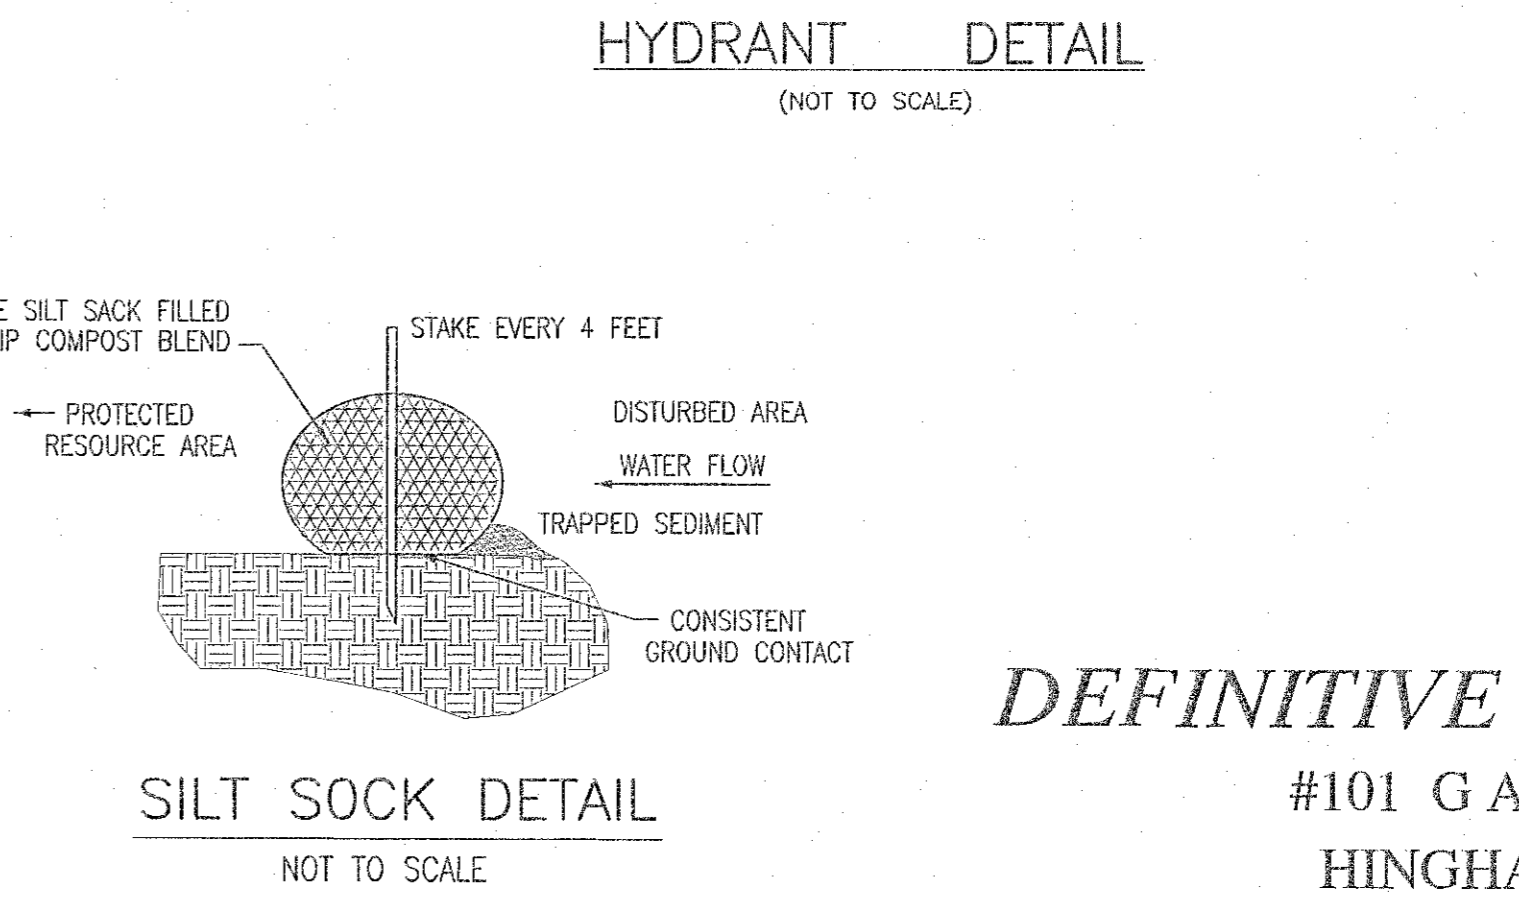 HYDRANT DETAIL
(NOT TO SCALE)
SILT SACK FILLED
COMPOST BLEND
STAKE EVERY 4 FEET
PROTECTED
RESOURCE AREA
DISTURBED AREA
WATER FLOW
TRAPPED SEDIMENT
CONSISTENT
GROUND CONTACT
SILT SOCK DETAIL
NOT TO SCALE
DEFINITIVE
#101 G A
HINGHA